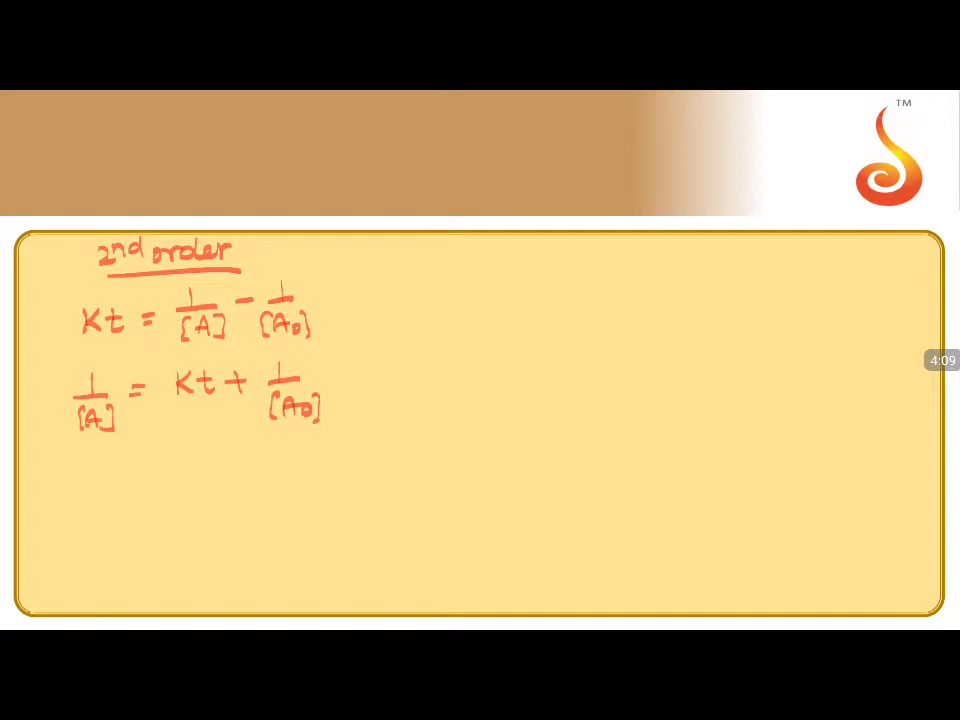 TM
2nd order
Kt = 1/[A] - 1/[A0]
4:09
1/[A] = Kt + 1/[A0]